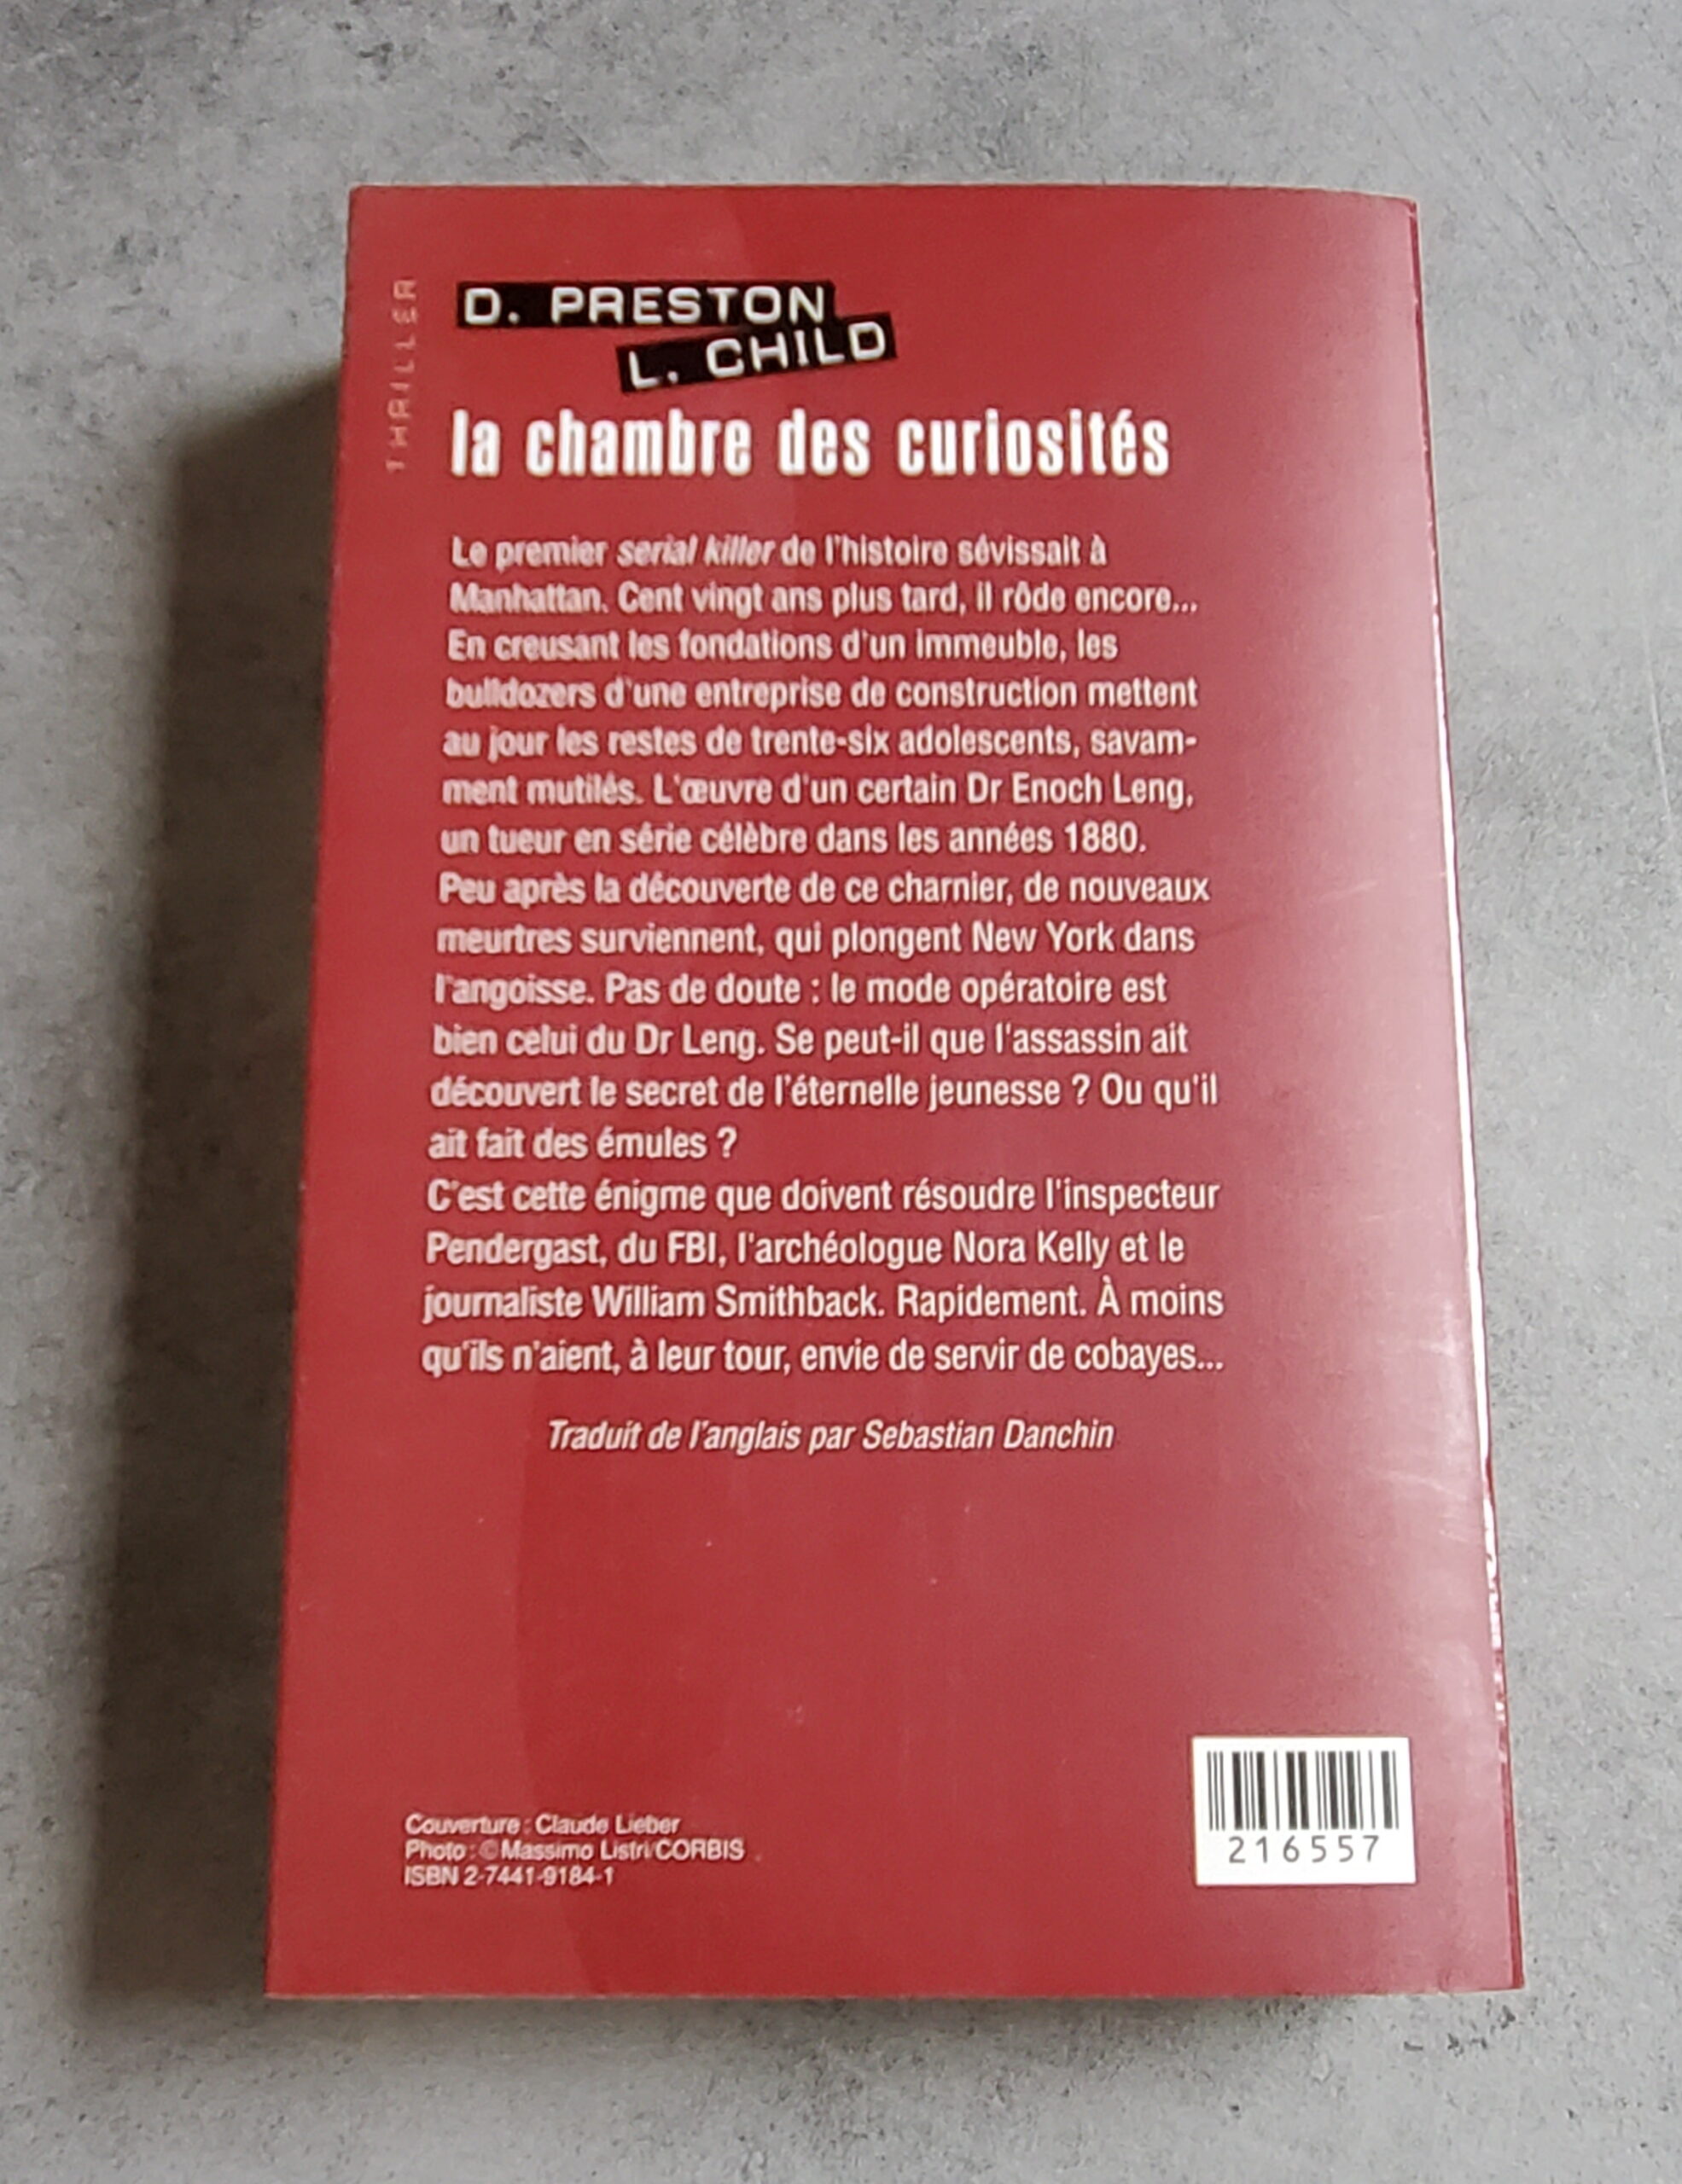 THRILLER
D. PRESTON
L. CHILD
la chambre des curiosités
Le premier serial killer de l'histoire sévissait à
Manhattan. Cent vingt ans plus tard, il rôde encore...
En creusant les fondations d'un immeuble, les
bulldozers d'une entreprise de construction mettent
au jour les restes de trente-six adolescents, savam-
ment mutilés. L'œuvre d'un certain Dr Enoch Leng,
un tueur en série célèbre dans les années 1880.
Peu après la découverte de ce charnier, de nouveaux
meurtres surviennent, qui plongent New York dans
l'angoisse. Pas de doute : le mode opératoire est
bien celui du Dr Leng. Se peut-il que l'assassin ait
découvert le secret de l'éternelle jeunesse ? Ou qu'il
ait fait des émules ?
C'est cette énigme que doivent résoudre l'inspecteur
Pendergast, du FBI, l'archéologue Nora Kelly et le
journaliste William Smithback. Rapidement. À moins
qu'ils n'aient, à leur tour, envie de servir de cobayes...
Traduit de l'anglais par Sebastian Danchin
Couverture : Claude Lieber
Photo : © Massimo Listri/CORBIS
ISBN 2-7441-9184-1
216557